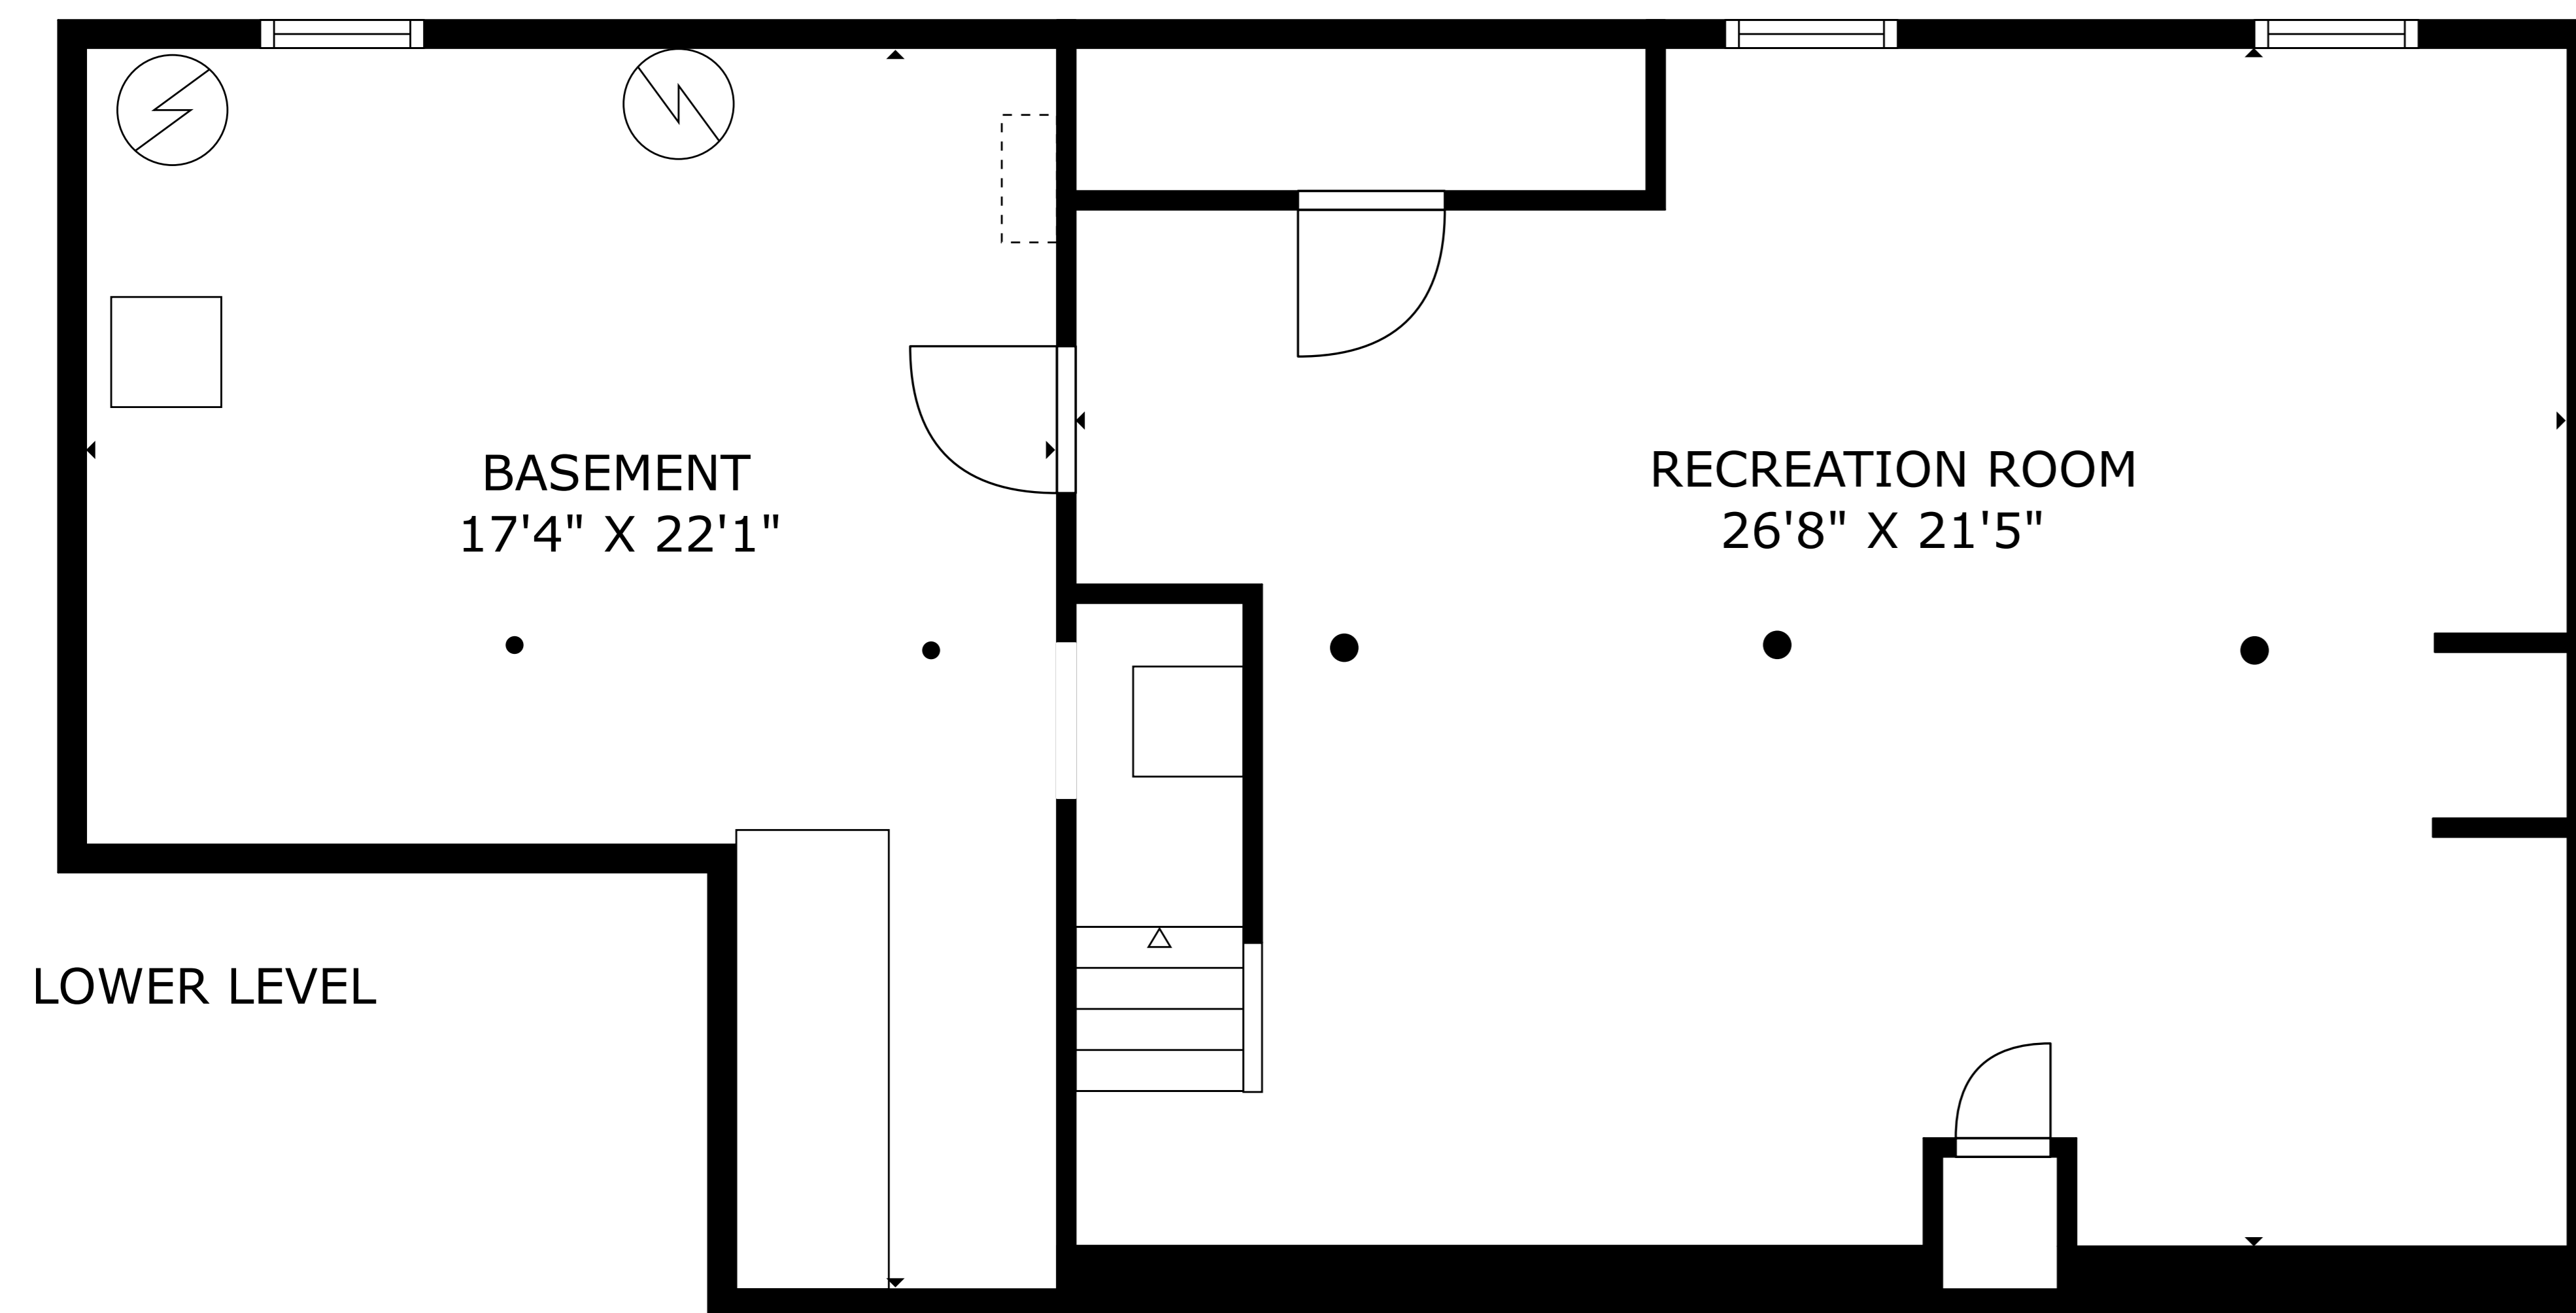 BASEMENT
17'4" X 22'1"
RECREATION ROOM
26'8" X 21'5"
LOWER LEVEL